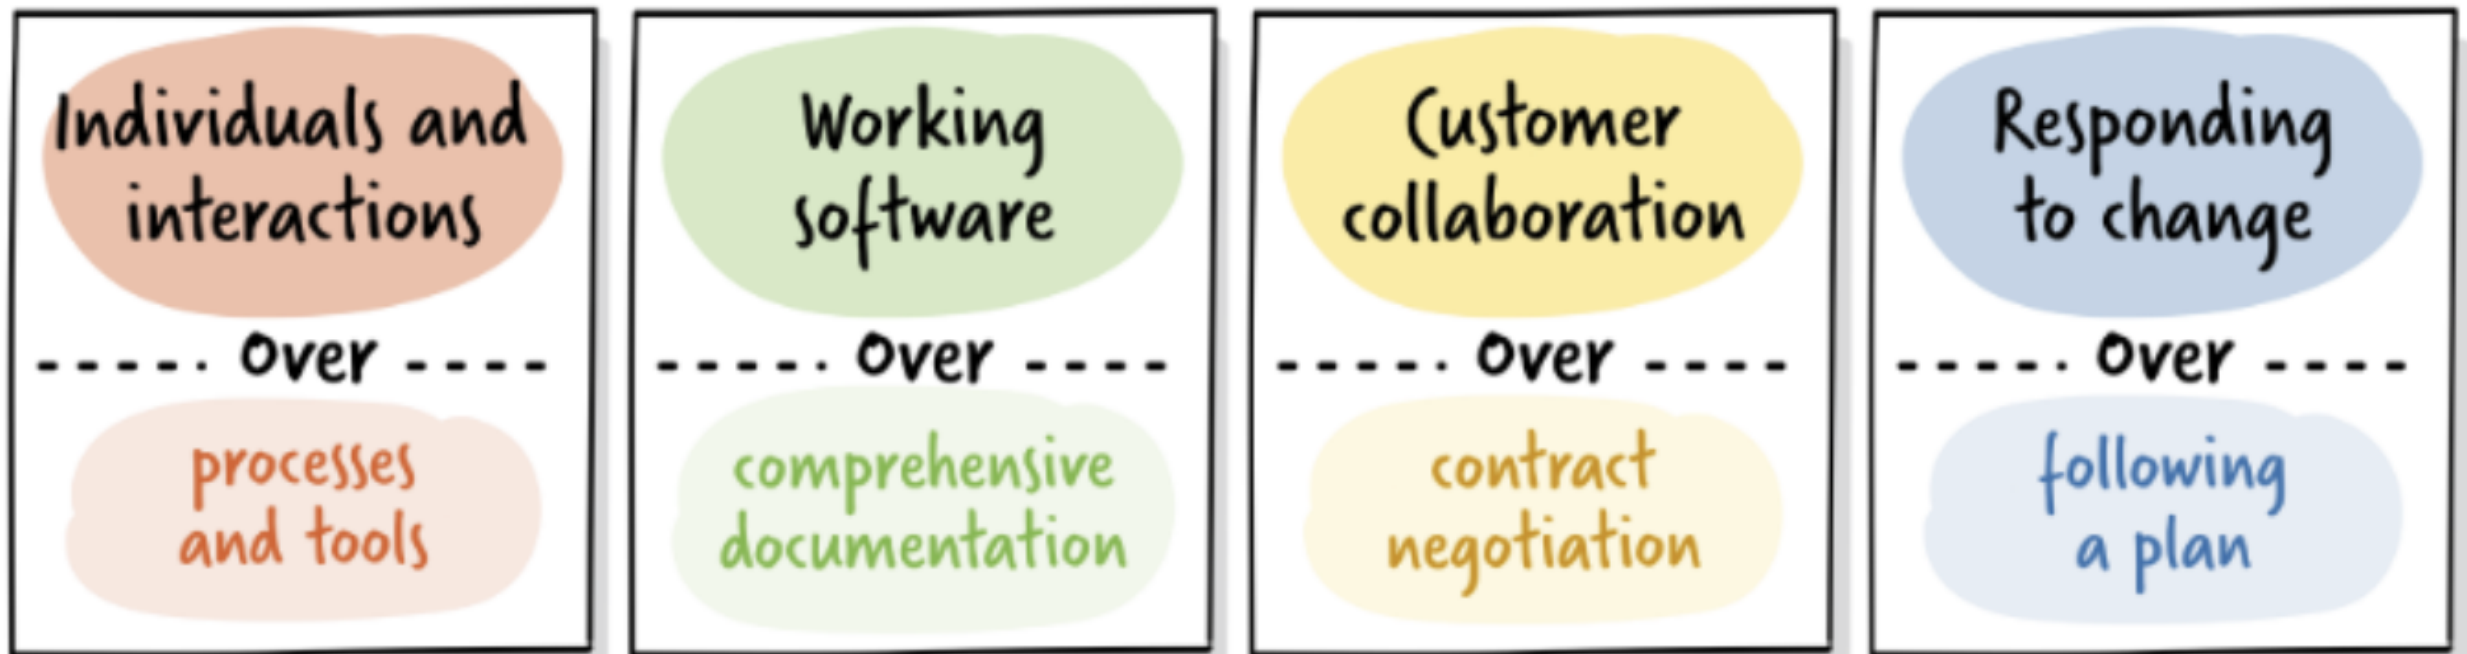 Individuals and
interactions
Over
processes
and tools
Working
software
Over
comprehensive
documentation
Customer
collaboration
Over
contract
negotiation
Responding
to change
Over
following
a plan